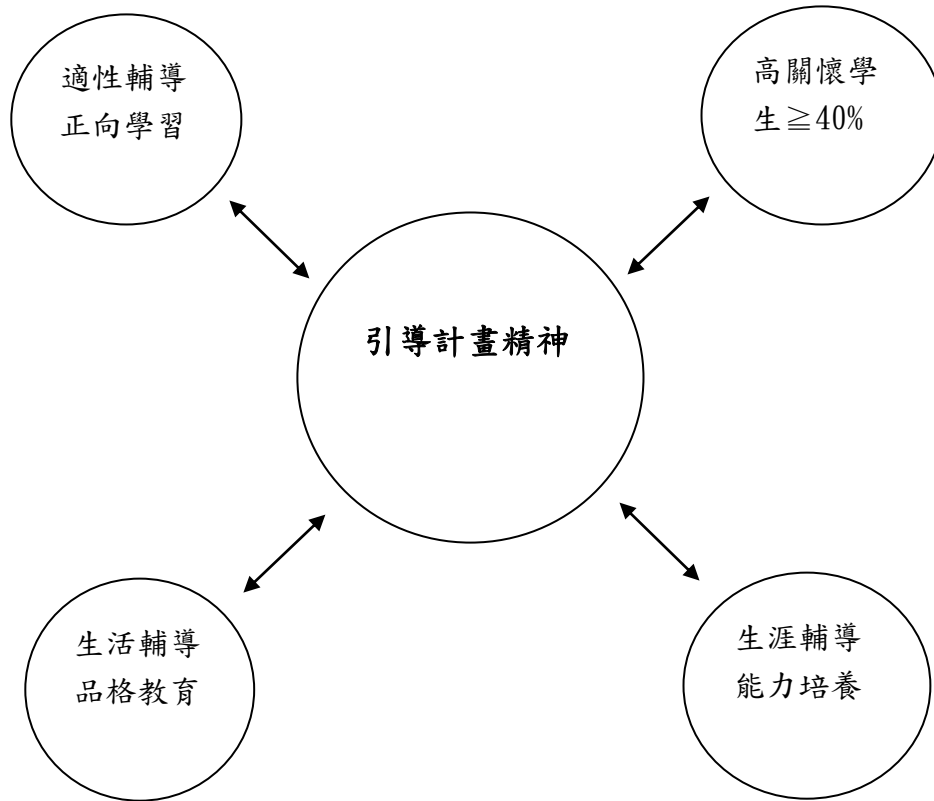 適性輔導
正向學習
高關懷學
生≧40%
引導計畫精神
生活輔導
品格教育
生涯輔導
能力培養